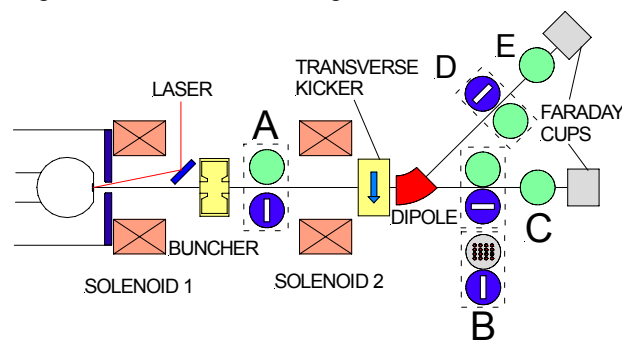 E
TRANSVERSE
KICKER
D
LASER
A
FARADAY
CUPS
DIPOLE
C
BUNCHER
SOLENOID 1
SOLENOID 2
B